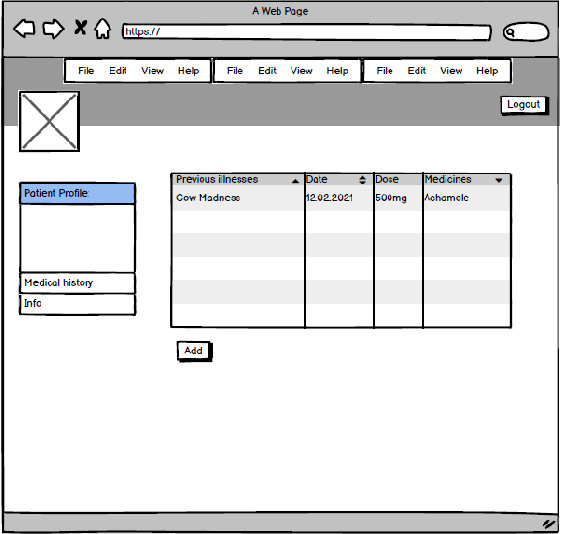 A Web Page
https://
File Edit View Help File Edit View Help File Edit View Help
Logout
Previous illnesses Date Dose Medicines
Patient Profile:
Cow Madness 12.02.2021 500mg Achamole
Medical history
Info
Add